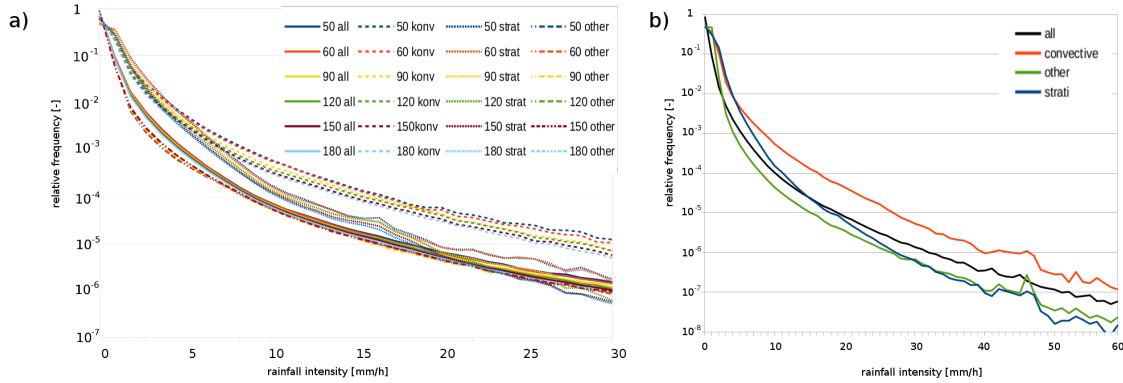 a)
50 all 50 konv 50 strat 50 other
60 all 60 konv 60 strat 60 other
90 all 90 konv 90 strat 90 other
120 all 120 konv 120 strat 120 other
150 all 150konv 150 strat 150 other
180 all 180 konv 180 strat 180 other
relative frequency [-]
1
10-1
10-2
10-3
10-4
10-5
10-6
10-7
0 5 10 15 20 25 30
rainfall intensity [mm/h]
b)
all
convective
other
strati
relative frequency [-]
1
10-1
10-2
10-3
10-4
10-5
10-6
10-7
10-8
0 10 20 30 40 50 60
rainfall intensity [mm/h]